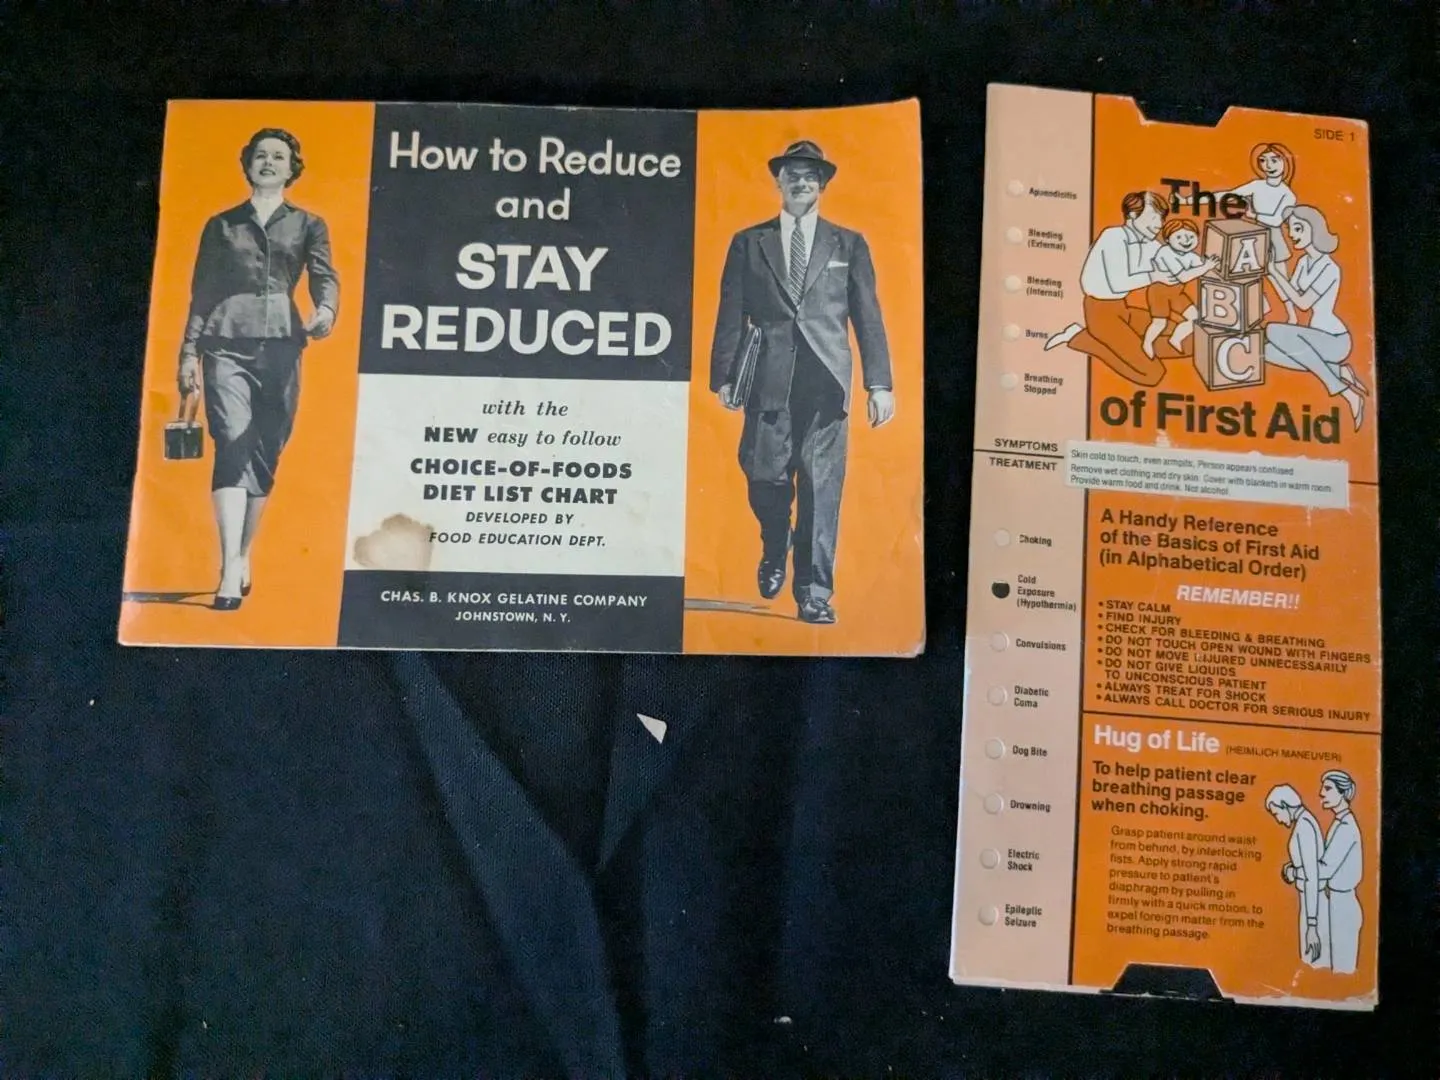 How to Reduce
and
STAY
REDUCED
with the
NEW easy to follow
CHOICE-OF-FOODS
DIET LIST CHART
DEVELOPED BY
FOOD EDUCATION DEPT.
CHAS. B. KNOX GELATINE COMPANY
JOHNSTOWN, N. Y.
SIDE 1
The
A
B
C
of First Aid
Appendicitis
Bleeding
(External)
Bleeding
(Internal)
Burns
Breathing
Stopped
SYMPTOMS
TREATMENT
Skin cold to touch, even armpits. Person appears confused.
Remove wet clothing and dry skin. Cover with blankets in warm room.
Provide warm food and drink. Not alcohol.
Choking
Cold
Exposure
(Hypothermia)
Convulsions
Diabetic
Coma
Dog Bite
Drowning
Electric
Shock
Epileptic
Seizure
A Handy Reference
of the Basics of First Aid
(in Alphabetical Order)
REMEMBER!!
• STAY CALM
• FIND INJURY
• CHECK FOR BLEEDING & BREATHING
• DO NOT TOUCH OPEN WOUND WITH FINGERS
• DO NOT MOVE INJURED UNNECESSARILY
• DO NOT GIVE LIQUIDS
TO UNCONSCIOUS PATIENT
• ALWAYS TREAT FOR SHOCK
• ALWAYS CALL DOCTOR FOR SERIOUS INJURY
Hug of Life (HEIMLICH MANEUVER)
To help patient clear
breathing passage
when choking.
Grasp patient around waist
from behind, by interlocking
fists. Apply strong rapid
pressure to patient's
diaphragm by pulling in
firmly with a quick motion, to
expel foreign matter from the
breathing passage.